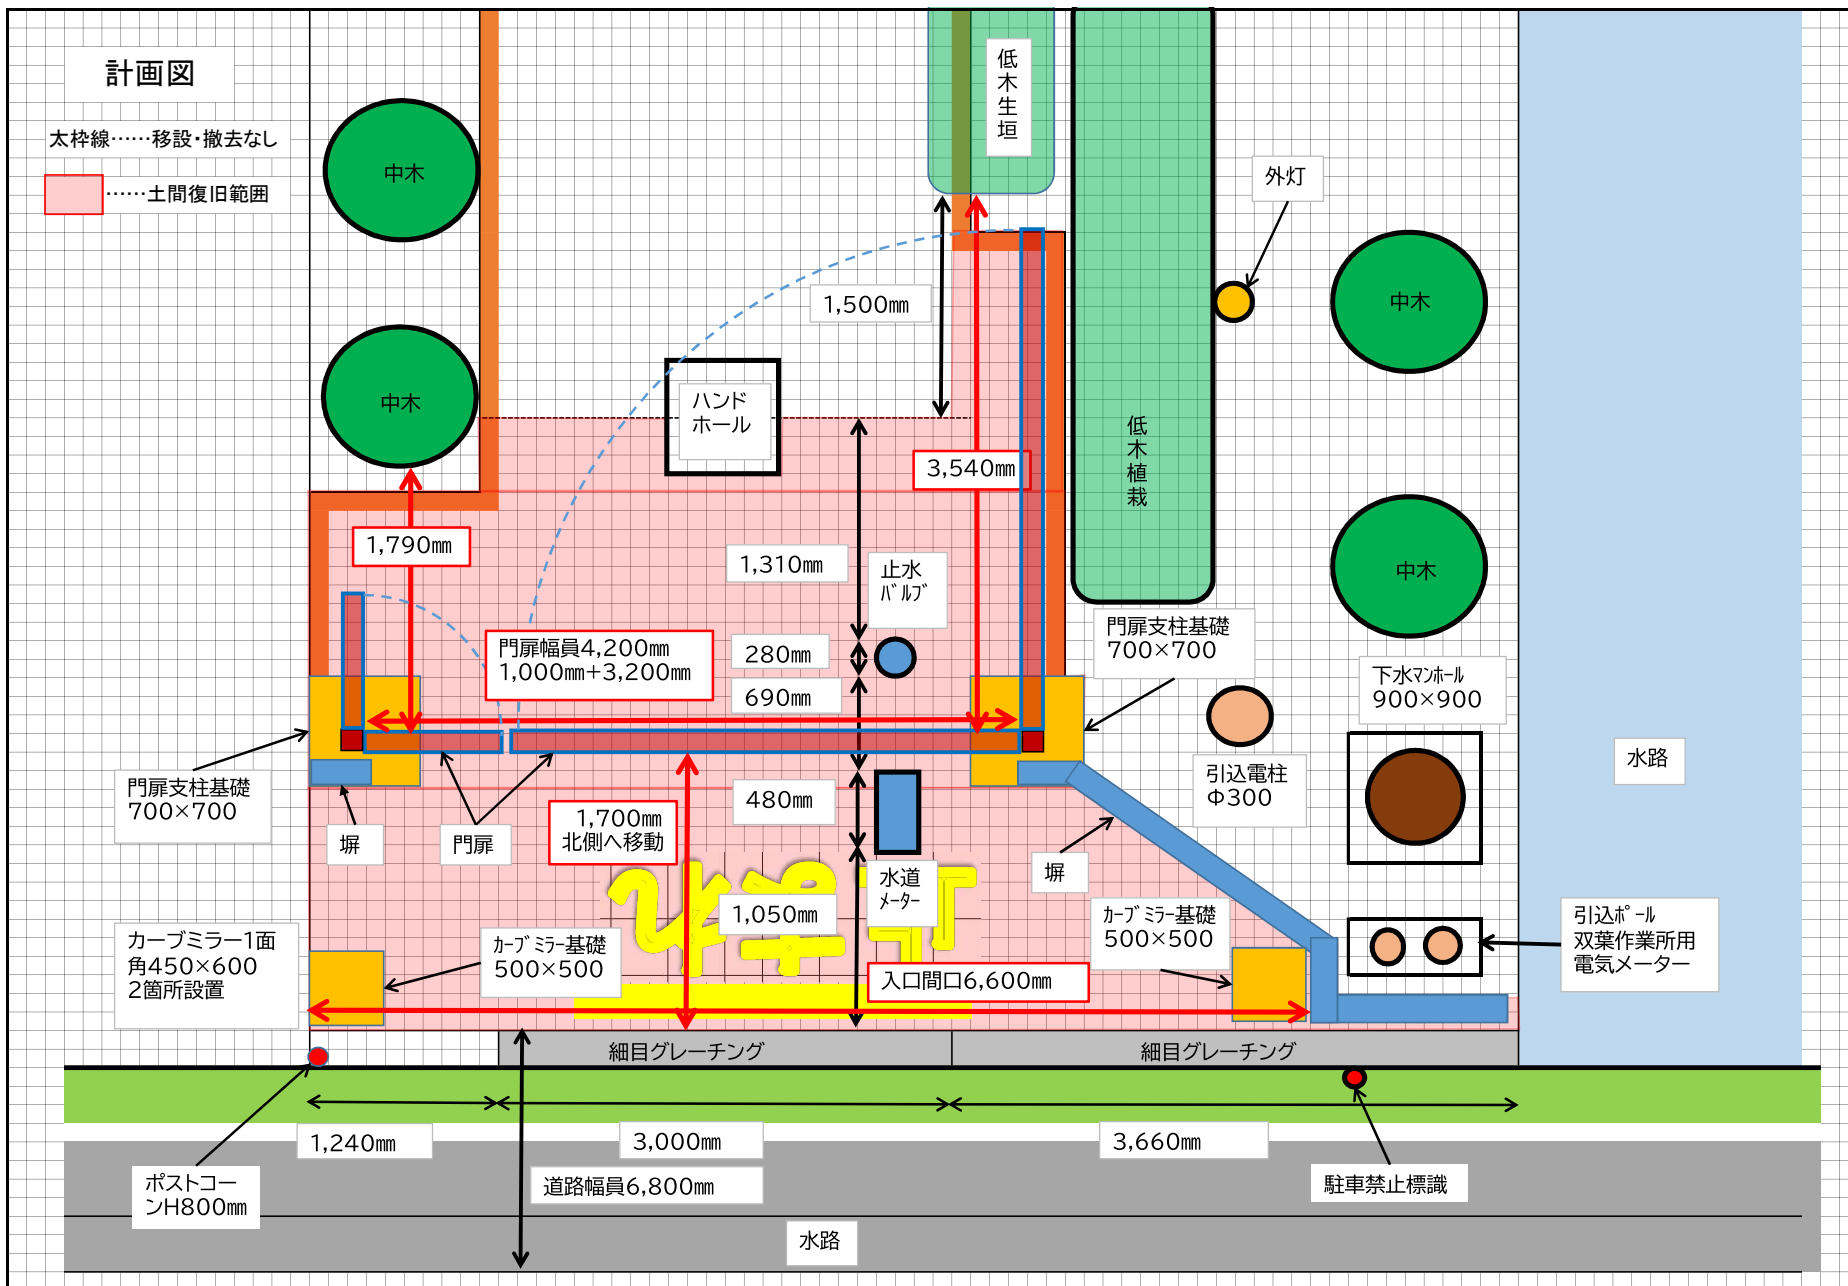 計画図
太枠線……移設・撤去なし
……土間復旧範囲
中木
中木
低木生垣
外灯
中木
1,500㎜
ハンド
ホール
低木植栽
3,540㎜
1,790㎜
1,310㎜
止水
ﾊﾞﾙﾌﾞ
中木
門扉幅員4,200㎜
1,000㎜+3,200㎜
280㎜
690㎜
門扉支柱基礎
700×700
下水ﾏﾝﾎｰﾙ
900×900
引込電柱
Φ300
水路
門扉支柱基礎
700×700
塀
門扉
480㎜
1,700㎜
北側へ移動
塀
水道
ﾒｰﾀｰ
1,050㎜
カーブミラー1面
角450×600
2箇所設置
ｶｰﾌﾞﾐﾗｰ基礎
500×500
ｶｰﾌﾞﾐﾗｰ基礎
500×500
引込ﾎﾟｰﾙ
双葉作業所用
電気メーター
入口間口6,600㎜
細目グレーチング
細目グレーチング
1,240㎜
3,000㎜
3,660㎜
ポストコー
ンH800㎜
道路幅員6,800㎜
駐車禁止標識
水路